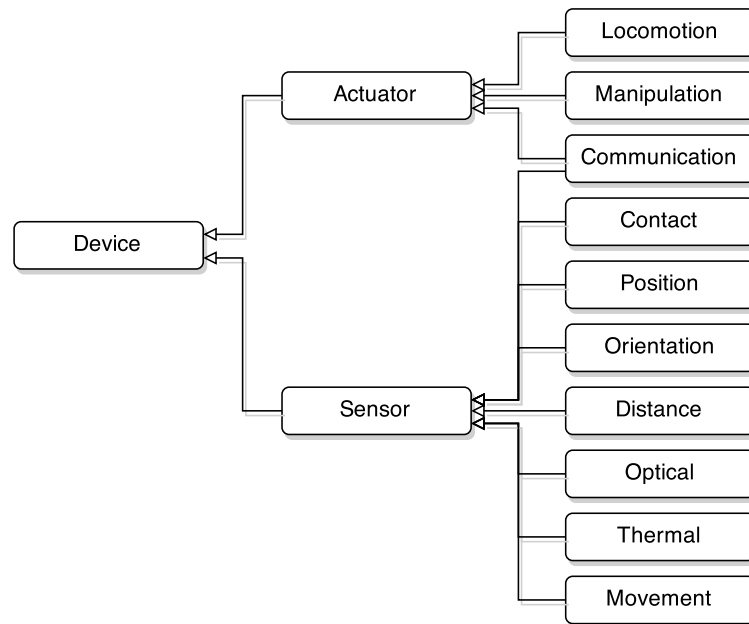 Locomotion
Actuator
Manipulation
Communication
Contact
Device
Position
Orientation
Sensor
Distance
Optical
Thermal
Movement